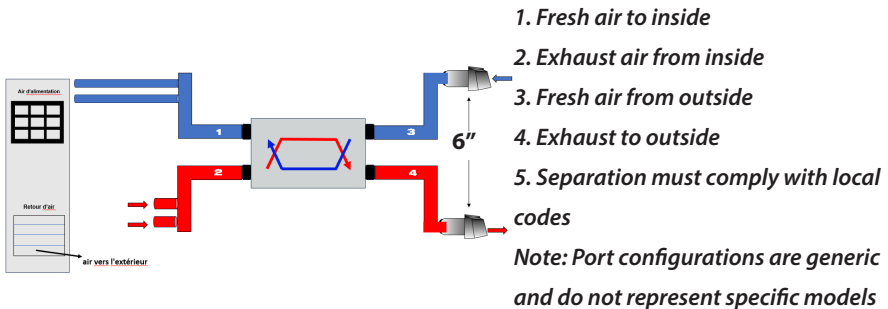 Air d'alimentation
Retour d'air
air vers l'extérieur
1
2
3
4
6"
1. Fresh air to inside
2. Exhaust air from inside
3. Fresh air from outside
4. Exhaust to outside
5. Separation must comply with local
codes
Note: Port configurations are generic
and do not represent specific models